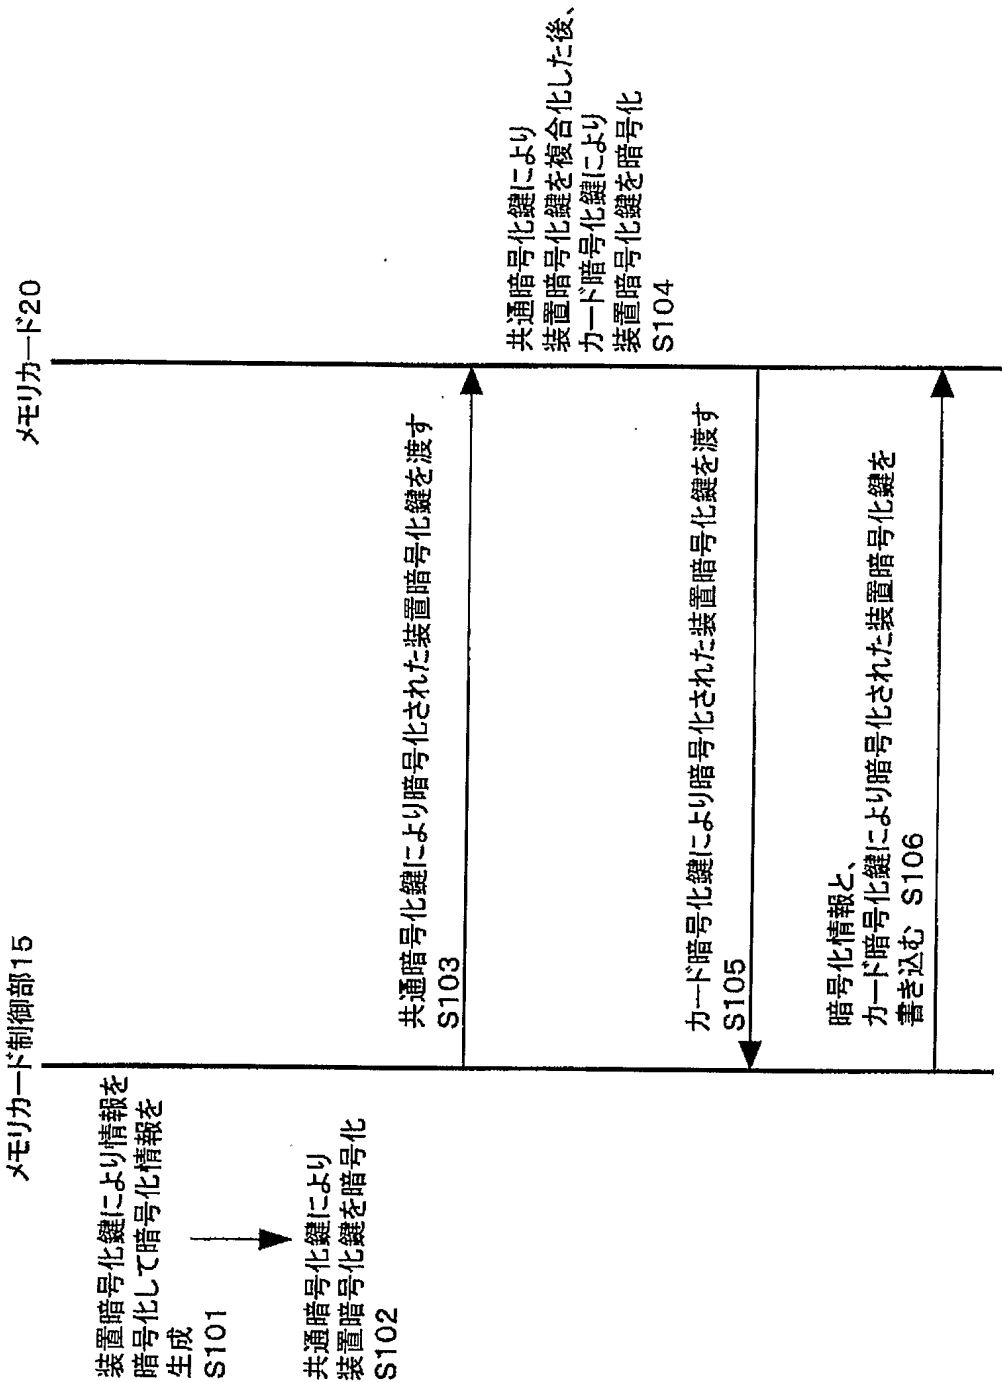 メモリカード制御部15
メモリカード20
装置暗号化鍵により情報を
暗号化して暗号化情報を
生成
S101
共通暗号化鍵により
装置暗号化鍵を暗号化
S102
共通暗号化鍵により暗号化された装置暗号化鍵を渡す
S103
共通暗号化鍵により
装置暗号化鍵を複合化した後、
カード暗号化鍵により
装置暗号化鍵を暗号化
S104
カード暗号化鍵により暗号化された装置暗号化鍵を渡す
S105
暗号化情報と、
カード暗号化鍵により暗号化された装置暗号化鍵を
書き込む S106